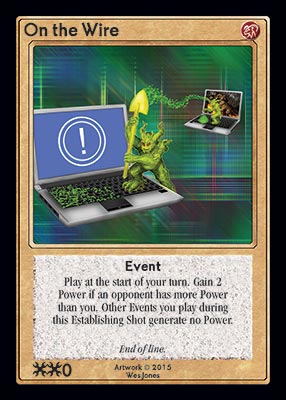 On the Wire
!
Event
Play at the start of your turn. Gain 2
Power if an opponent has more Power
than you. Other Events you play during
this Establishing Shot generate no Power.
End of line.
0
Artwork © 2015
Wes Jones